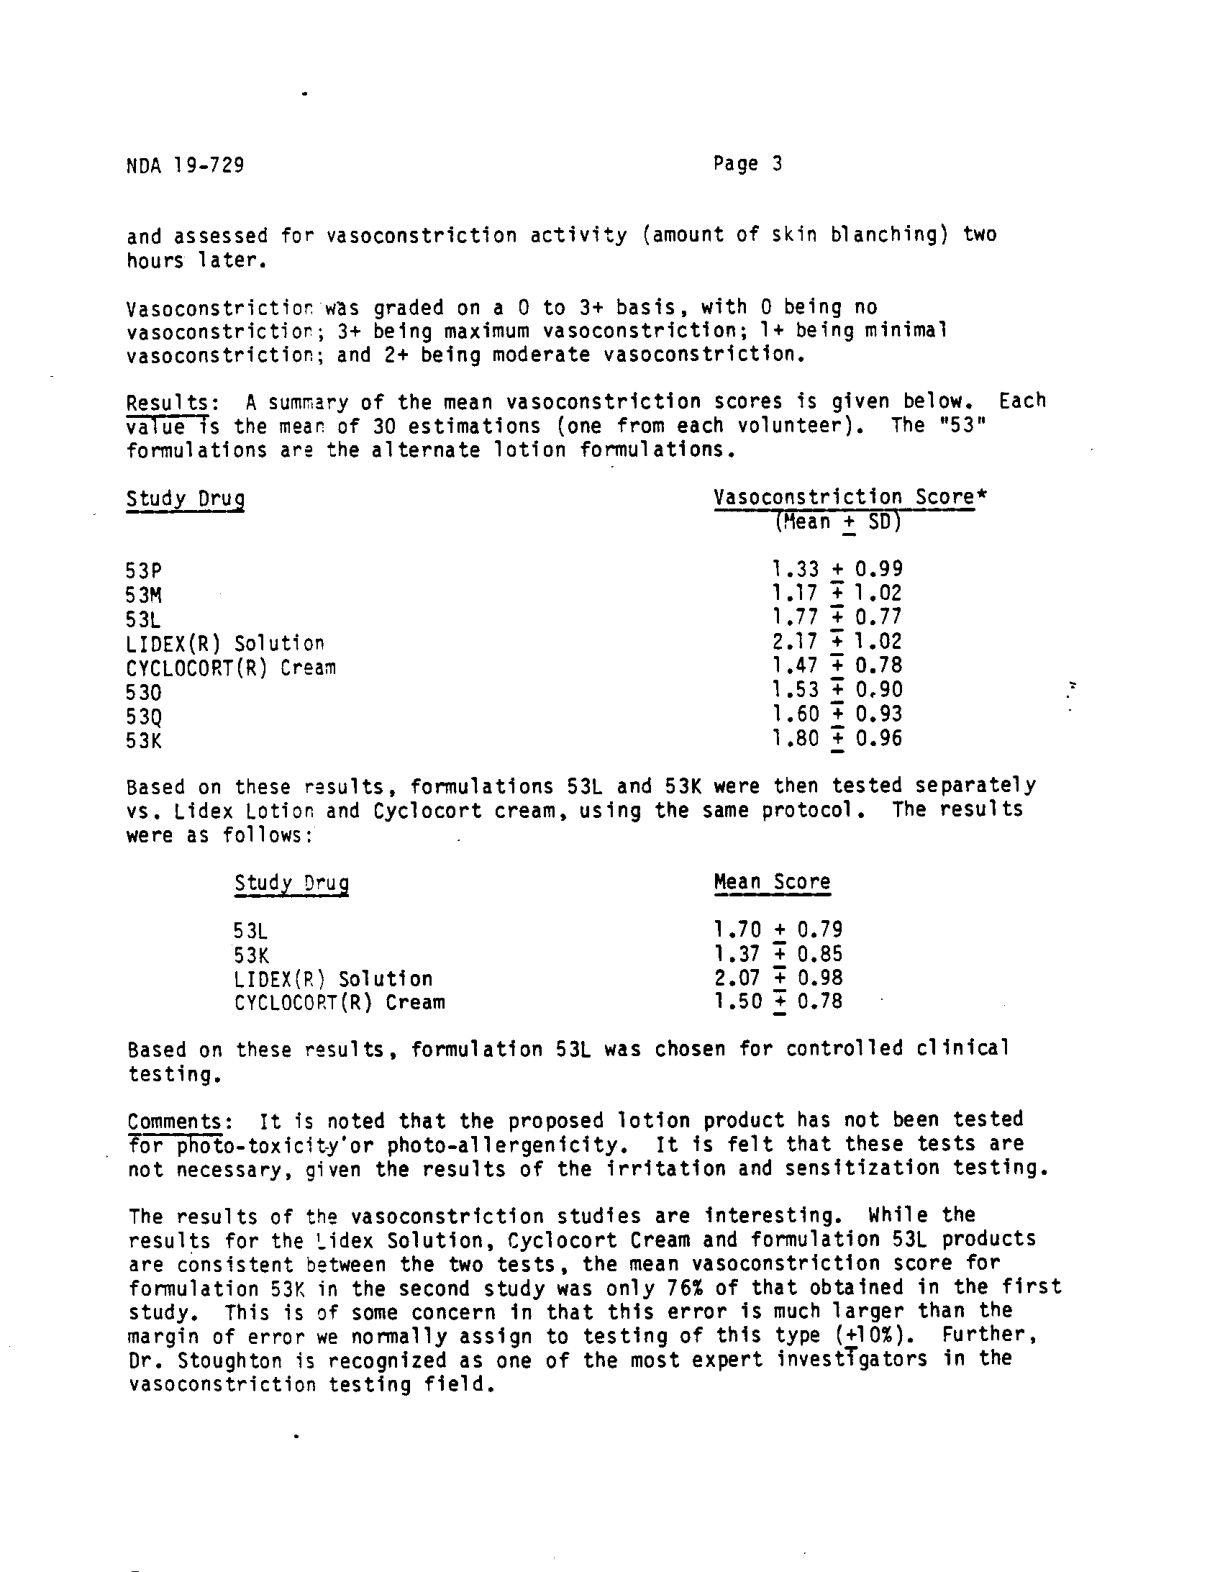 NDA 19-729 Page 3
and assessed for vasoconstriction activity (amount of skin blanching) two
hours later.
Vasoconstriction was graded on a 0 to 3+ basis, with 0 being no
vasoconstriction; 3+ being maximum vasoconstriction; 1+ being minimal
vasoconstriction; and 2+ being moderate vasoconstriction.
Results: A summary of the mean vasoconstriction scores is given below. Each
value is the mean of 30 estimations (one from each volunteer). The "53"
formulations are the alternate lotion formulations.
Study Drug Vasoconstriction Score*
(Mean ± SD)
53P 1.33 ± 0.99
53M 1.17 ± 1.02
53L 1.77 ± 0.77
LIDEX(R) Solution 2.17 ± 1.02
CYCLOCORT(R) Cream 1.47 ± 0.78
53O 1.53 ± 0.90
53Q 1.60 ± 0.93
53K 1.80 ± 0.96
Based on these results, formulations 53L and 53K were then tested separately
vs. Lidex Lotion and Cyclocort cream, using the same protocol. The results
were as follows:
Study Drug Mean Score
53L 1.70 ± 0.79
53K 1.37 ± 0.85
LIDEX(R) Solution 2.07 ± 0.98
CYCLOCORT(R) Cream 1.50 ± 0.78
Based on these results, formulation 53L was chosen for controlled clinical
testing.
Comments: It is noted that the proposed lotion product has not been tested
for photo-toxicity or photo-allergenicity. It is felt that these tests are
not necessary, given the results of the irritation and sensitization testing.
The results of the vasoconstriction studies are interesting. While the
results for the Lidex Solution, Cyclocort Cream and formulation 53L products
are consistent between the two tests, the mean vasoconstriction score for
formulation 53K in the second study was only 76% of that obtained in the first
study. This is of some concern in that this error is much larger than the
margin of error we normally assign to testing of this type (±10%). Further,
Dr. Stoughton is recognized as one of the most expert investigators in the
vasoconstriction testing field.